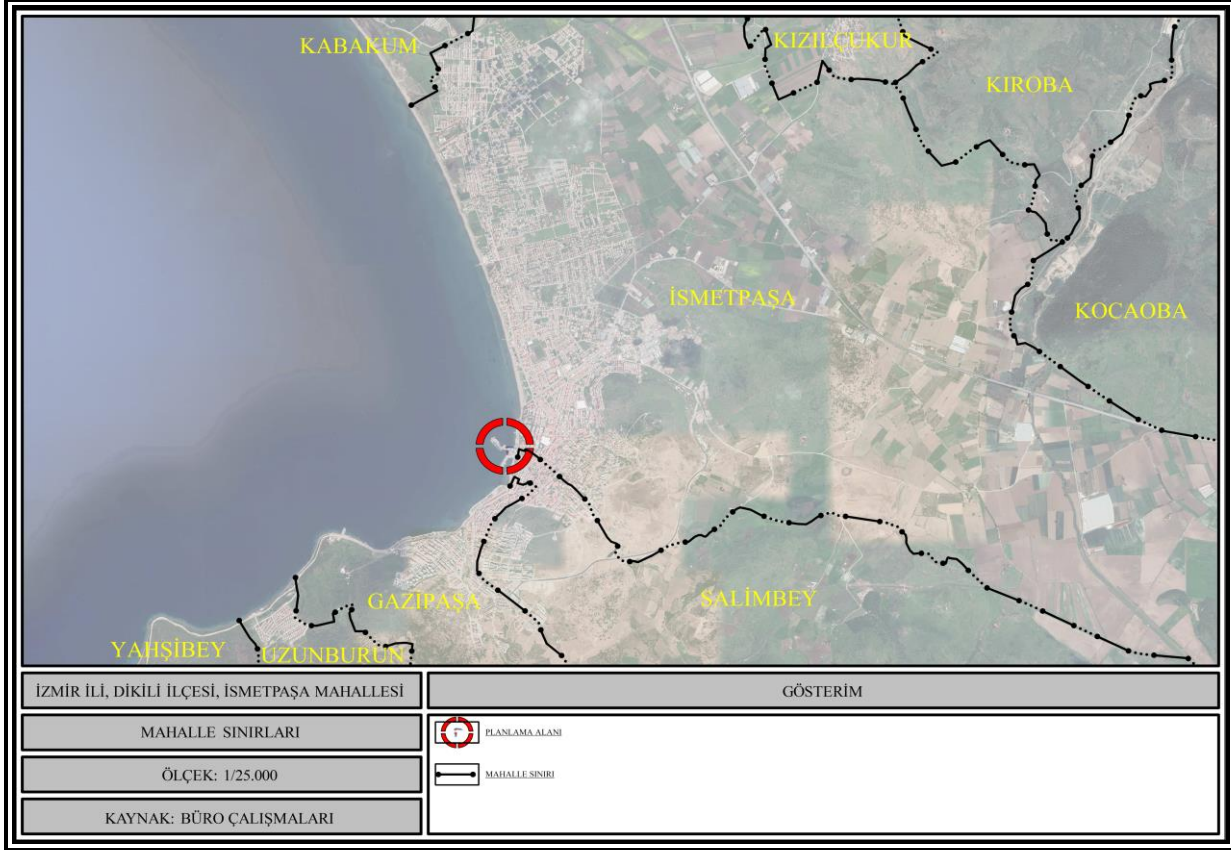 KABAKUM
KIZILÇUKUR
KIROBA
İSMETPAŞA
KOCAOBA
GAZİPAŞA
SALİMBEY
YAHŞİBEY
UZUNBURUN
İZMİR İLİ, DİKİLİ İLÇESİ, İSMETPAŞA MAHALLESİ
MAHALLE SINIRLARI
ÖLÇEK: 1/25.000
KAYNAK: BÜRO ÇALIŞMALARI
GÖSTERİM
PLANLAMA ALANI
MAHALLE SINIRI